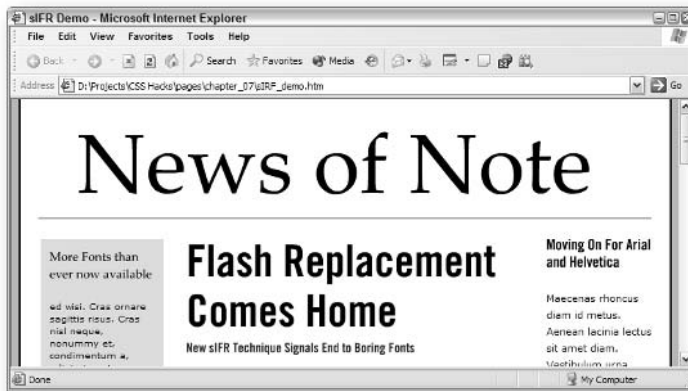 sIFR Demo - Microsoft Internet Explorer
File Edit View Favorites Tools Help
Back Search Favorites Media
Address D:\Projects\CSS Hacks\pages\chapter_07\sIRF_demo.htm Go
News of Note
More Fonts than
ever now available
ed wisi. Cras ornare
sagittis risus. Cras
nisl neque,
nonummy et,
condimentum a,
Flash Replacement
Comes Home
New sIFR Technique Signals End to Boring Fonts
Moving On For Arial
and Helvetica
Maecenas rhoncus
diam id metus.
Aenean lacinia lectus
sit amet diam.
Vestibulum urna
Done My Computer